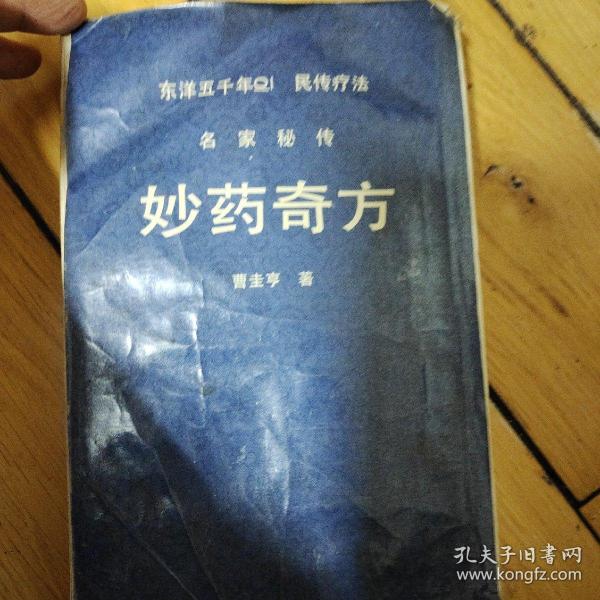 东洋五千年의 民传疗法
名家秘传
妙药奇方
曹圭亨 著
孔夫子旧書网
www.kongfz.com